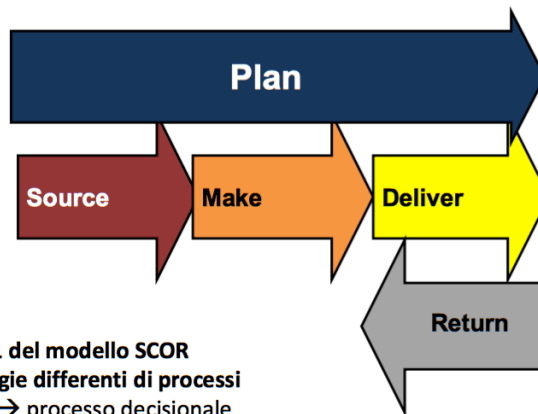 Plan
Source Make Deliver
Return
del modello SCOR
gie differenti di processi
→ processo decisionale